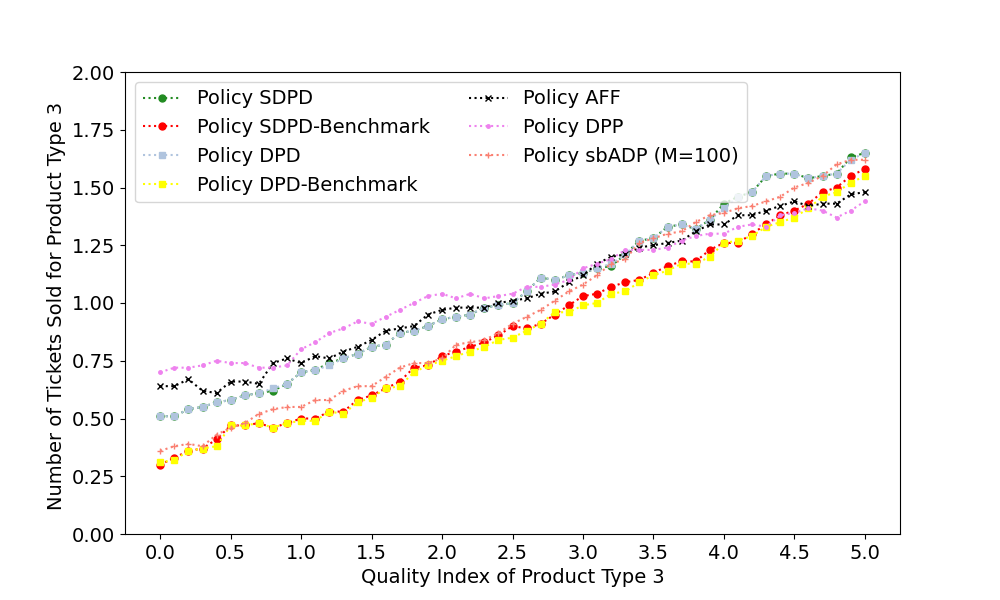 2.00
1.75
1.50
1.25
1.00
0.75
0.50
0.25
0.00
Number of Tickets Sold for Product Type 3
Policy SDPD
Policy SDPD-Benchmark
Policy DPD
Policy DPD-Benchmark
Policy AFF
Policy DPP
Policy sbADP (M=100)
0.0 0.5 1.0 1.5 2.0 2.5 3.0 3.5 4.0 4.5 5.0
Quality Index of Product Type 3